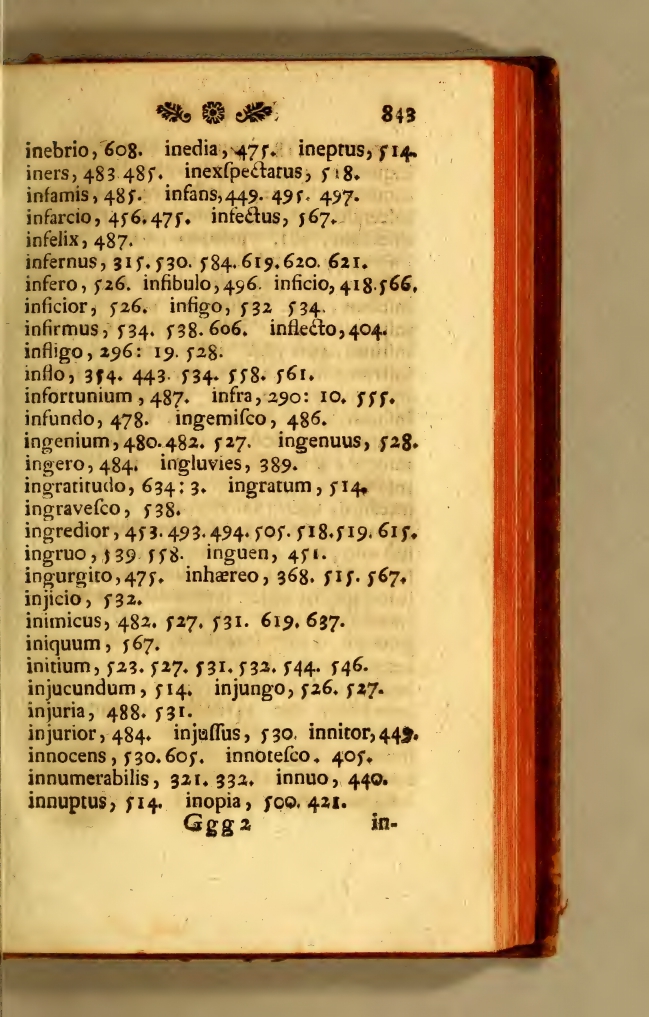 843
inebrio, 608. inedia, 475. ineptus, 514.
iners, 483 485. inexſpectatus, 518.
infamis, 485. infans, 449. 495. 497.
infarcio, 456. 475. infectus, 567.
infelix, 487.
infernus, 315. 530. 584. 619. 620. 621.
infero, 526. infibulo, 496. inficio, 418. 566.
inficior, 526. infigo, 532 534.
infirmus, 534. 538. 606. inflecto, 404.
infligo, 296: 19. 528.
inflo, 354. 443. 534. 558. 561.
infortunium, 487. infra, 290: 10. 555.
infundo, 478. ingemiſco, 486.
ingenium, 480. 482. 527. ingenuus, 528.
ingero, 484. ingluvies, 389.
ingratitudo, 634: 3. ingratum, 514.
ingraveſco, 538.
ingredior, 453. 493. 494. 505. 518. 519. 615.
ingruo, 539 558. inguen, 451.
ingurgito, 475. inhæreo, 368. 515. 567.
injicio, 532.
inimicus, 482. 527. 531. 619. 637.
iniquum, 567.
initium, 523. 527. 531. 532. 544. 546.
injucundum, 514. injungo, 526. 527.
injuria, 488. 531.
injurior, 484. injuſſus, 530. innitor, 449.
innocens, 530. 605. innoteſco. 405.
innumerabilis, 321. 332. innuo, 440.
innuptus, 514. inopia, 500. 421.
Ggg 2 in-